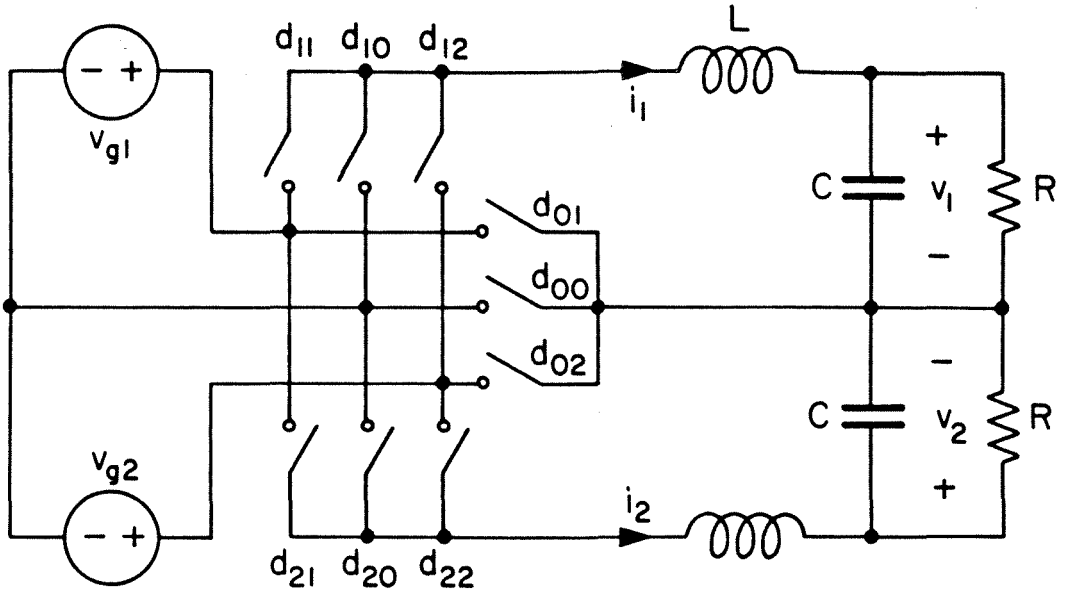 d11 d10 d12 L
− +
vg1
i1
d01
+
C v1 R
−
d00
d02
−
C v2 R
+
vg2
− +
i2
d21 d20 d22